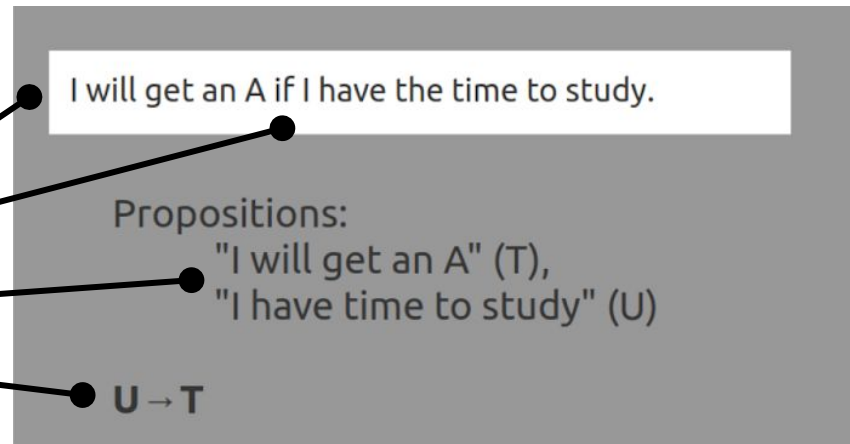 I will get an A if I have the time to study.
Propositions:
"I will get an A" (T),
"I have time to study" (U)
U→T